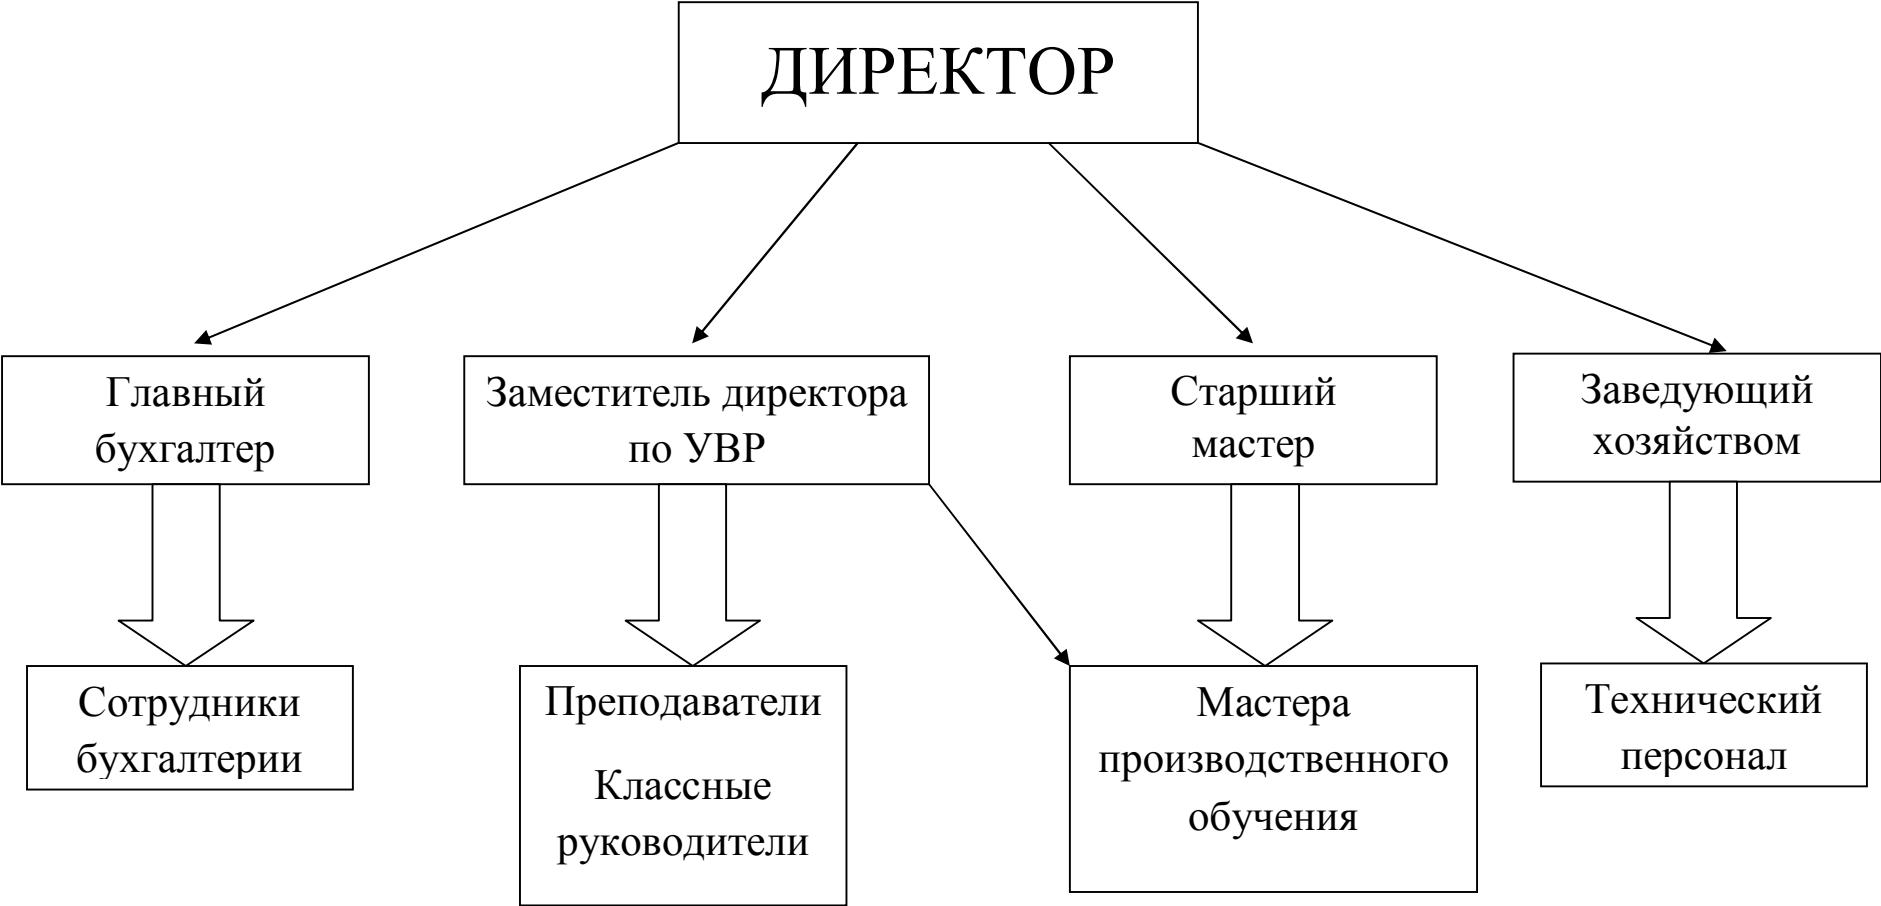 ДИРЕКТОР
Главный
бухгалтер
Заместитель директора
по УВР
Старший
мастер
Заведующий
хозяйством
Сотрудники
бухгалтерии
Преподаватели
Классные
руководители
Мастера
производственного
обучения
Технический
персонал